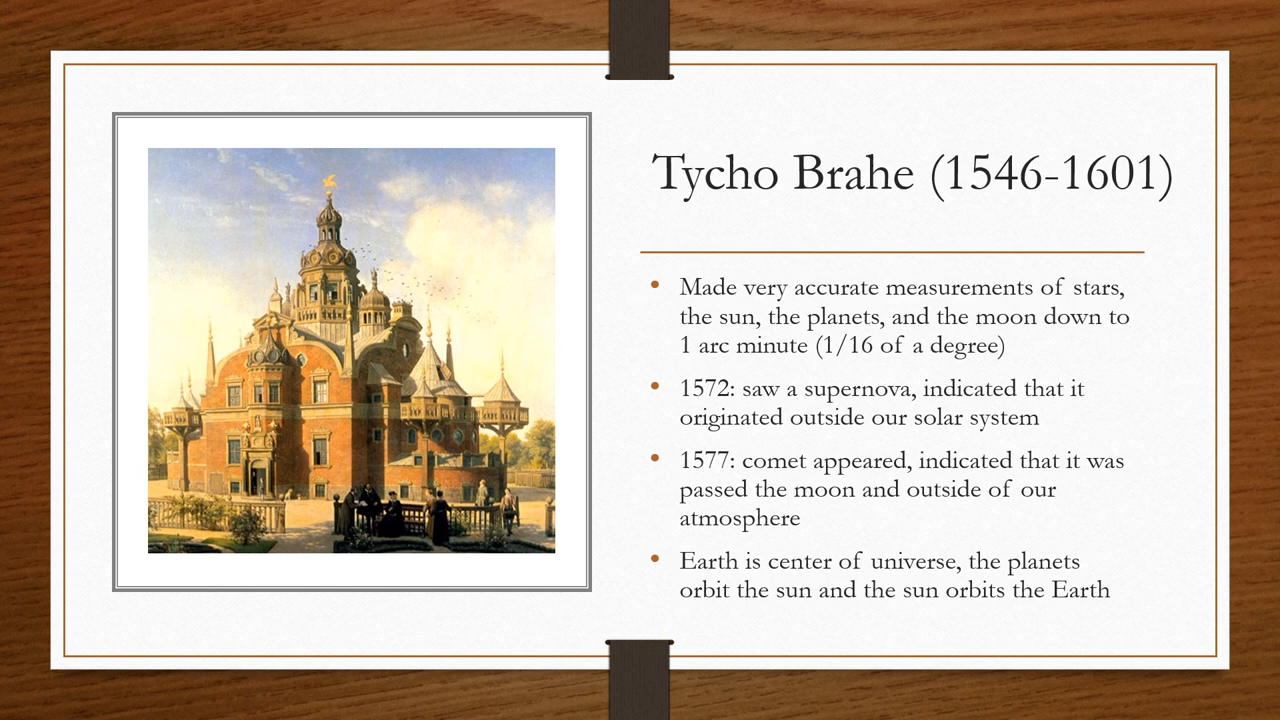 Tycho Brahe (1546-1601)
• Made very accurate measurements of stars,
the sun, the planets, and the moon down to
1 arc minute (1/16 of a degree)
• 1572: saw a supernova, indicated that it
originated outside our solar system
• 1577: comet appeared, indicated that it was
passed the moon and outside of our
atmosphere
• Earth is center of universe, the planets
orbit the sun and the sun orbits the Earth